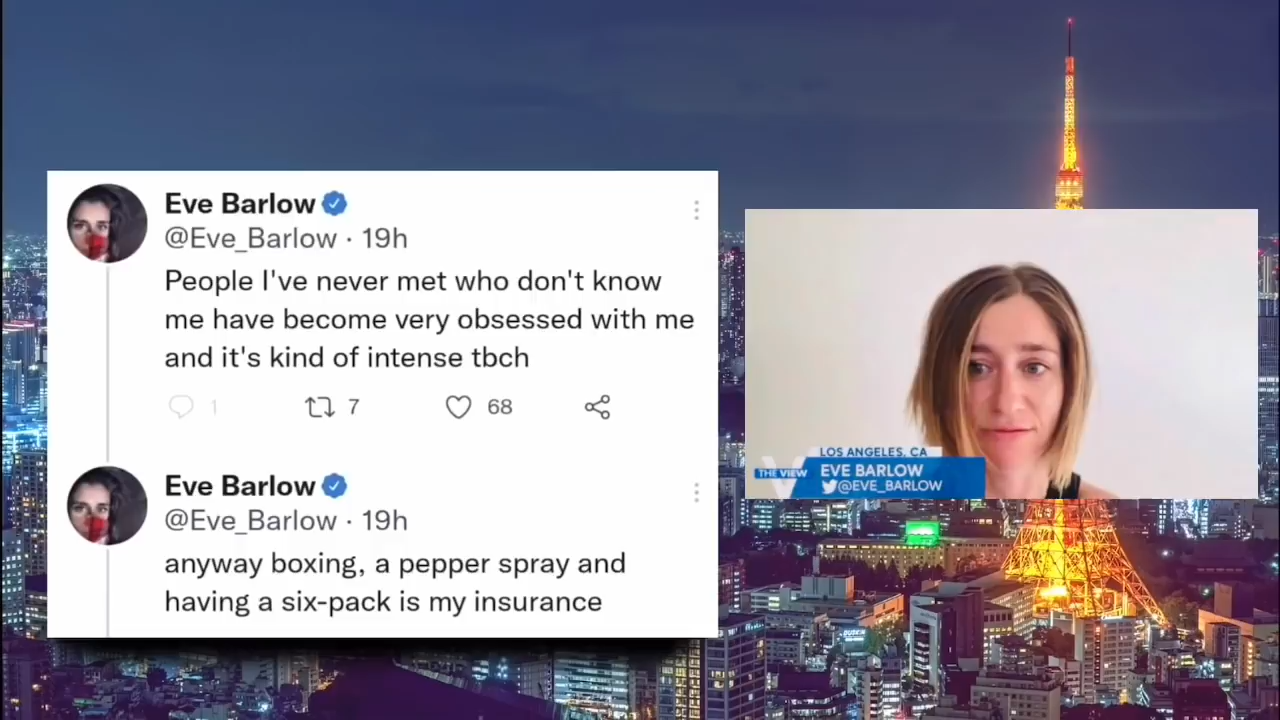 Eve Barlow
@Eve_Barlow · 19h
People I've never met who don't know
me have become very obsessed with me
and it's kind of intense tbch
1 7 68
Eve Barlow
@Eve_Barlow · 19h
anyway boxing, a pepper spray and
having a six-pack is my insurance
LOS ANGELES, CA
THE VIEW
EVE BARLOW
@EVE_BARLOW